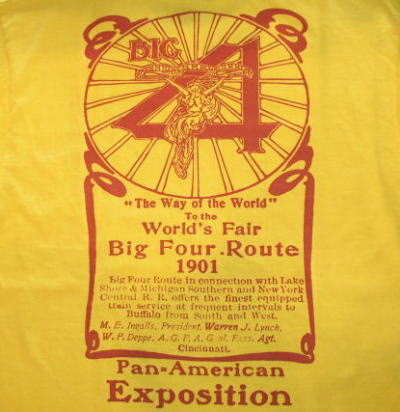 BIG
4
"The Way of the World"
To the
World's Fair
Big Four.Route
1901
Big Four Route in connection with Lake
Shore & Michigan Southern and New York
Central R. R. offers the finest equipped
train service at frequent intervals to
Buffalo from South and West.
M. E. Ingalls, President. Warren J. Lynch,
W. P. Deppe, A. G. P. A. G al. Pass. Agt.
Cincinnati.
Pan-American
Exposition